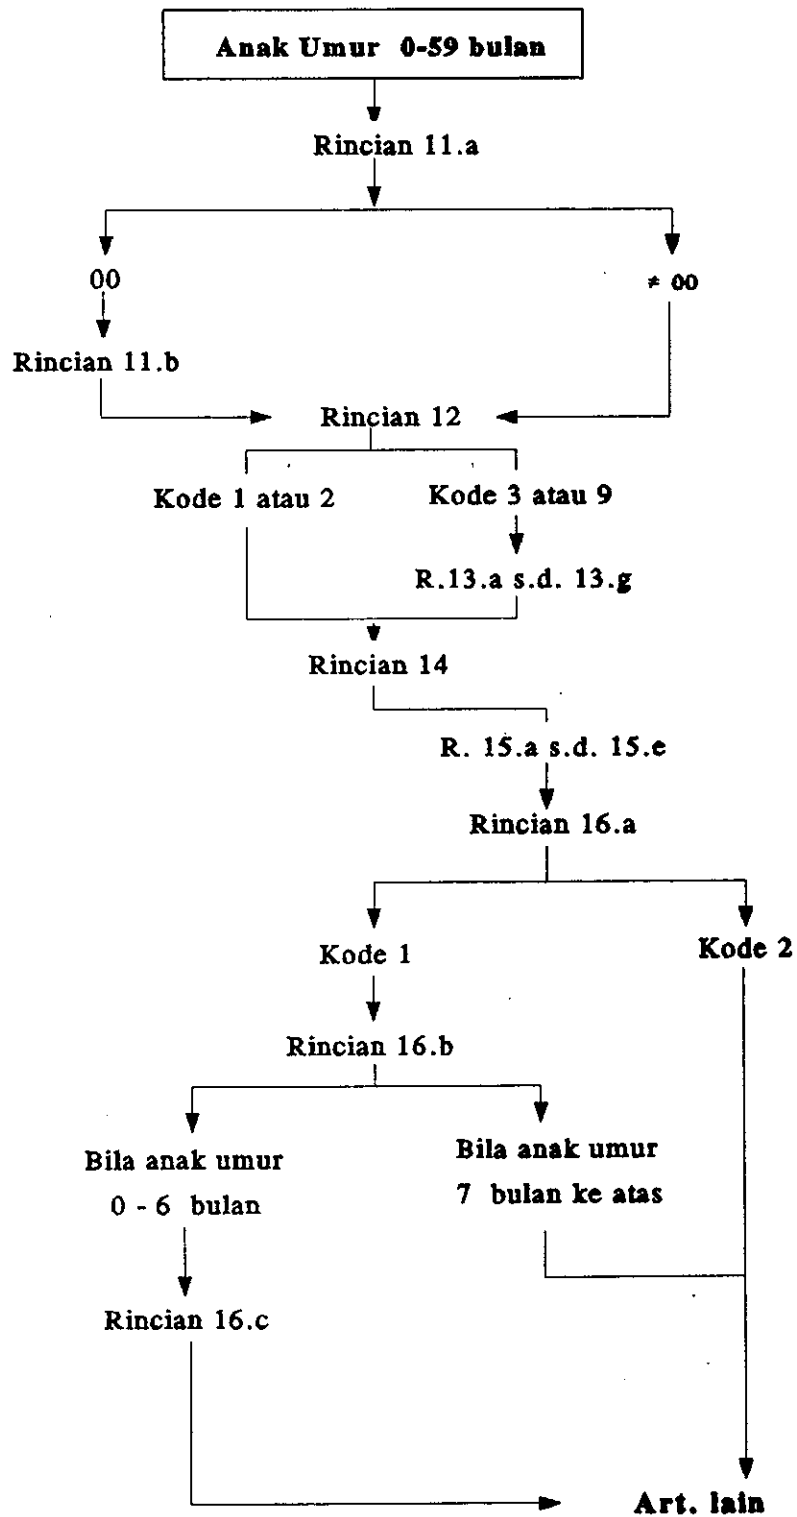 Anak Umur 0-59 bulan
Rincian 11.a
00
≠ 00
Rincian 11.b
Rincian 12
Kode 1 atau 2
Kode 3 atau 9
R.13.a s.d. 13.g
Rincian 14
R. 15.a s.d. 15.e
Rincian 16.a
Kode 1
Kode 2
Rincian 16.b
Bila anak umur
0 - 6 bulan
Bila anak umur
7 bulan ke atas
Rincian 16.c
Art. lain